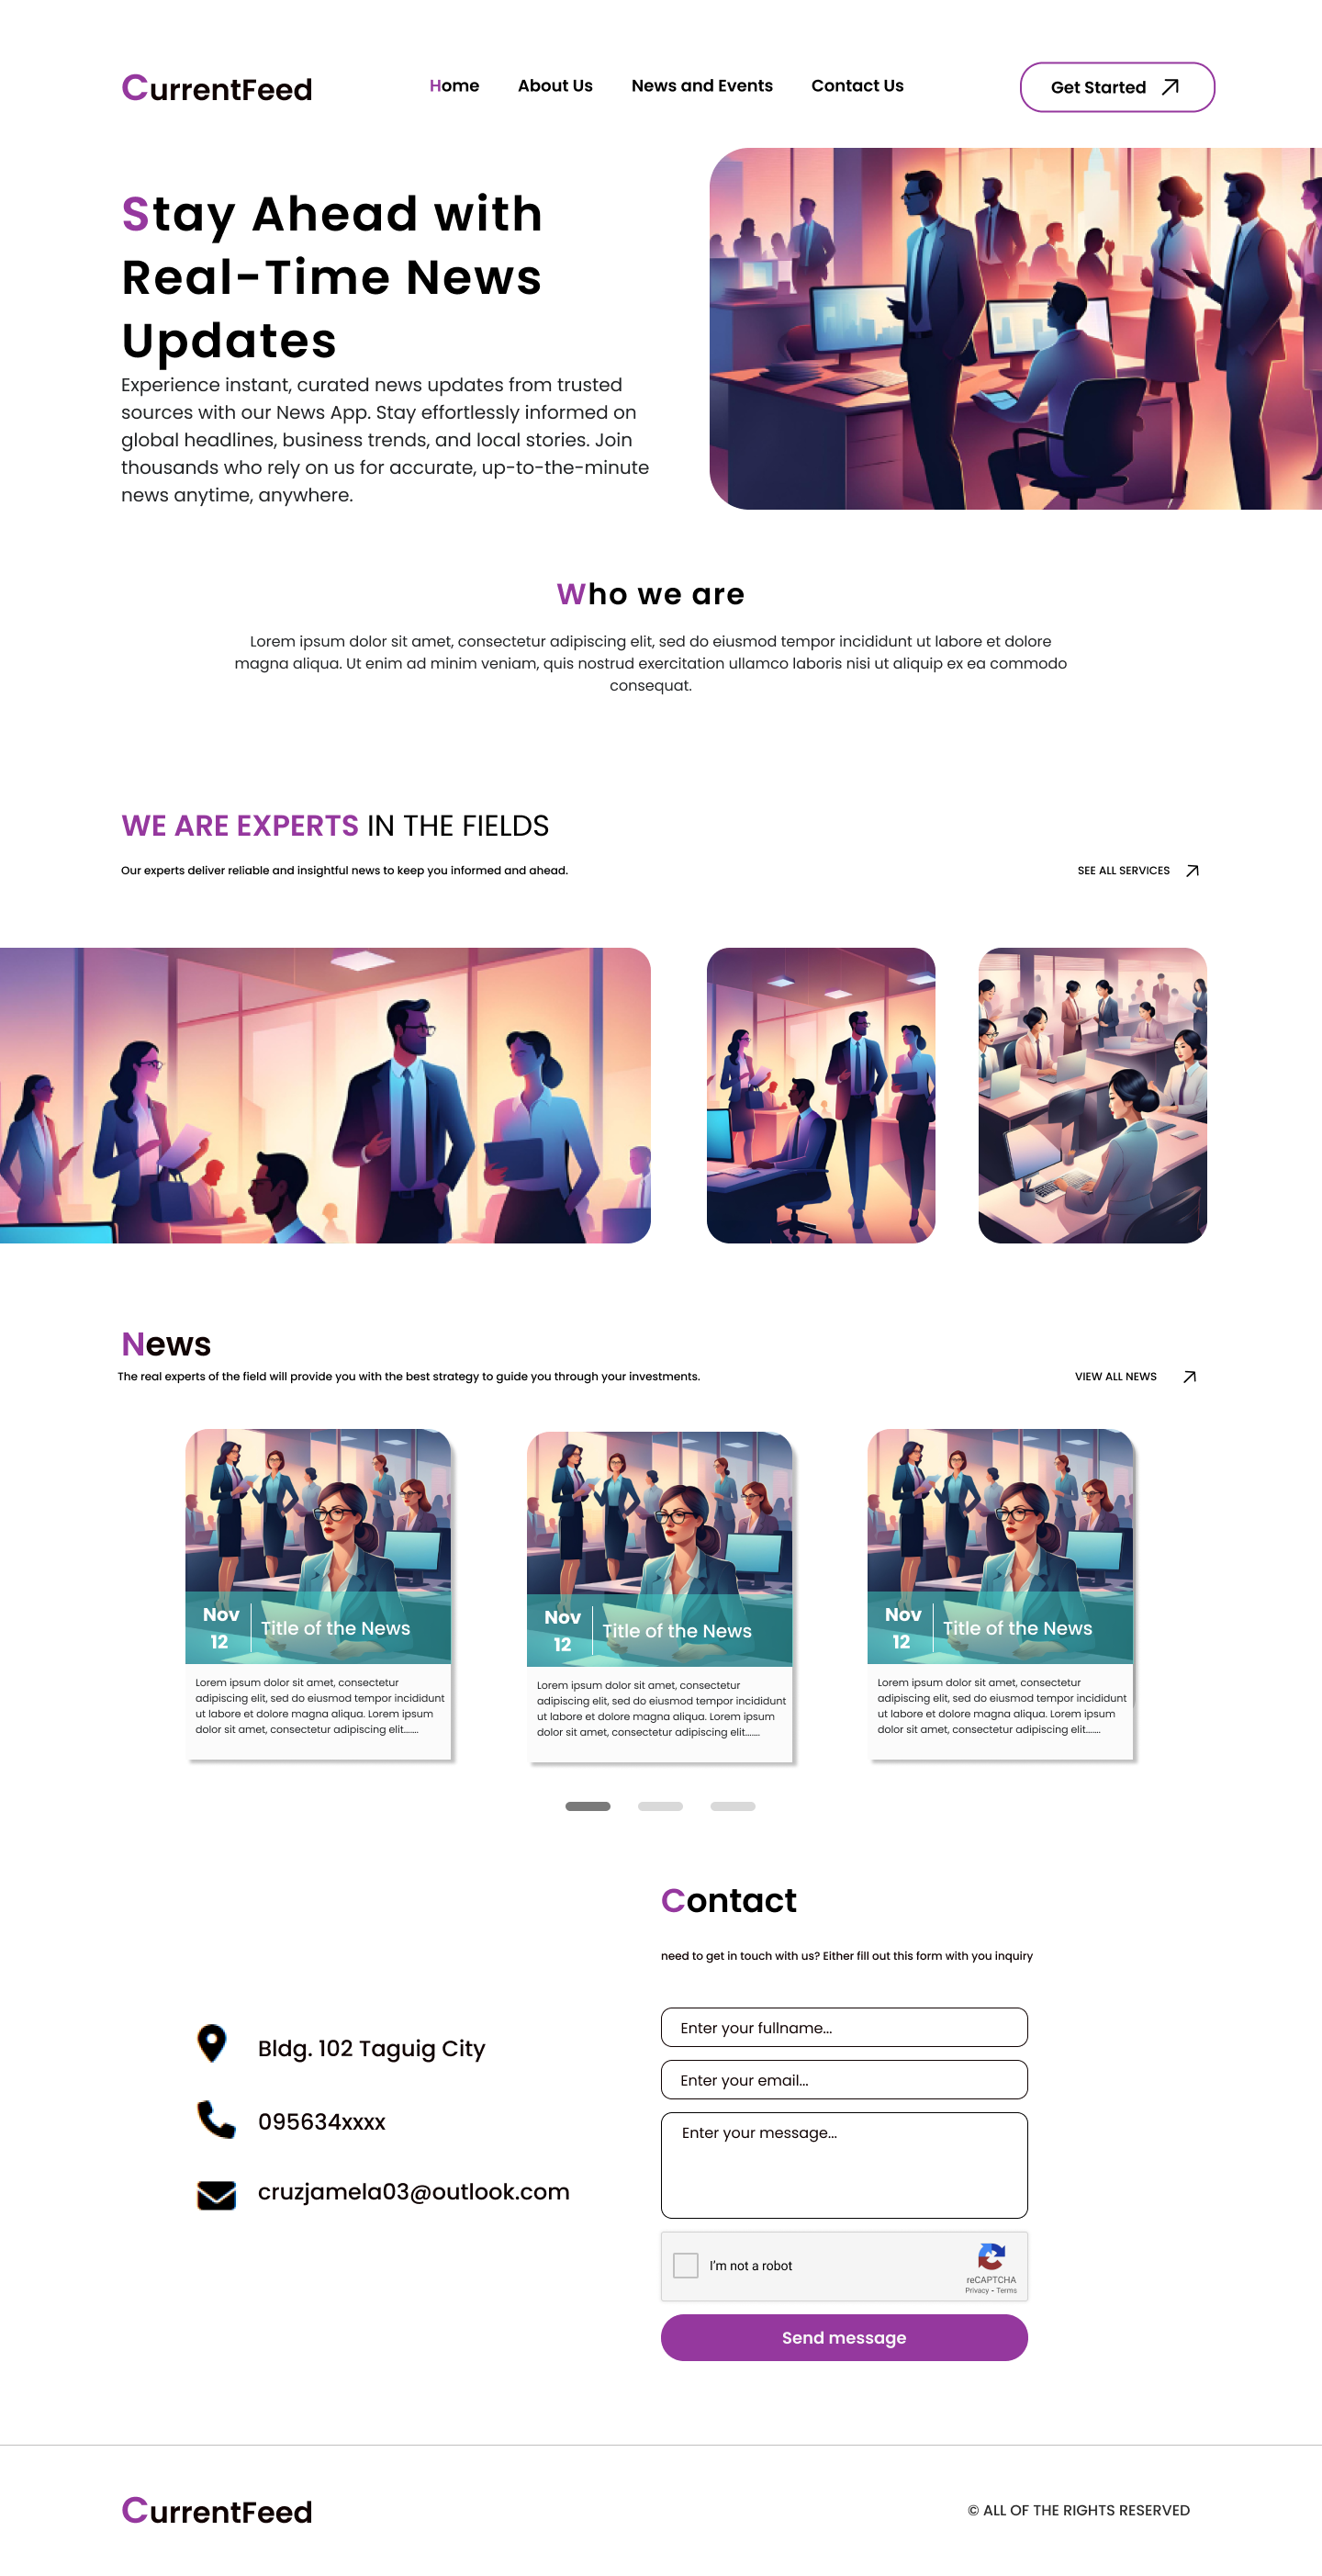 CurrentFeed
Home
About Us
News and Events
Contact Us
Get Started
Stay Ahead with
Real-Time News
Updates
Experience instant, curated news updates from trusted
sources with our News App. Stay effortlessly informed on
global headlines, business trends, and local stories. Join
thousands who rely on us for accurate, up-to-the-minute
news anytime, anywhere.
Who we are
Lorem ipsum dolor sit amet, consectetur adipiscing elit, sed do eiusmod tempor incididunt ut labore et dolore
magna aliqua. Ut enim ad minim veniam, quis nostrud exercitation ullamco laboris nisi ut aliquip ex ea commodo
consequat.
WE ARE EXPERTS IN THE FIELDS
Our experts deliver reliable and insightful news to keep you informed and ahead.
SEE ALL SERVICES
News
The real experts of the field will provide you with the best strategy to guide you through your investments.
VIEW ALL NEWS
Nov
12
Title of the News
Lorem ipsum dolor sit amet, consectetur
adipiscing elit, sed do eiusmod tempor incididunt
ut labore et dolore magna aliqua. Lorem ipsum
dolor sit amet, consectetur adipiscing elit.......
Nov
12
Title of the News
Lorem ipsum dolor sit amet, consectetur
adipiscing elit, sed do eiusmod tempor incididunt
ut labore et dolore magna aliqua. Lorem ipsum
dolor sit amet, consectetur adipiscing elit.......
Nov
12
Title of the News
Lorem ipsum dolor sit amet, consectetur
adipiscing elit, sed do eiusmod tempor incididunt
ut labore et dolore magna aliqua. Lorem ipsum
dolor sit amet, consectetur adipiscing elit.......
Bldg. 102 Taguig City
095634xxxx
cruzjamela03@outlook.com
Contact
need to get in touch with us? Either fill out this form with you inquiry
Enter your fullname...
Enter your email...
Enter your message...
I'm not a robot
reCAPTCHA
Privacy - Terms
Send message
CurrentFeed
© ALL OF THE RIGHTS RESERVED